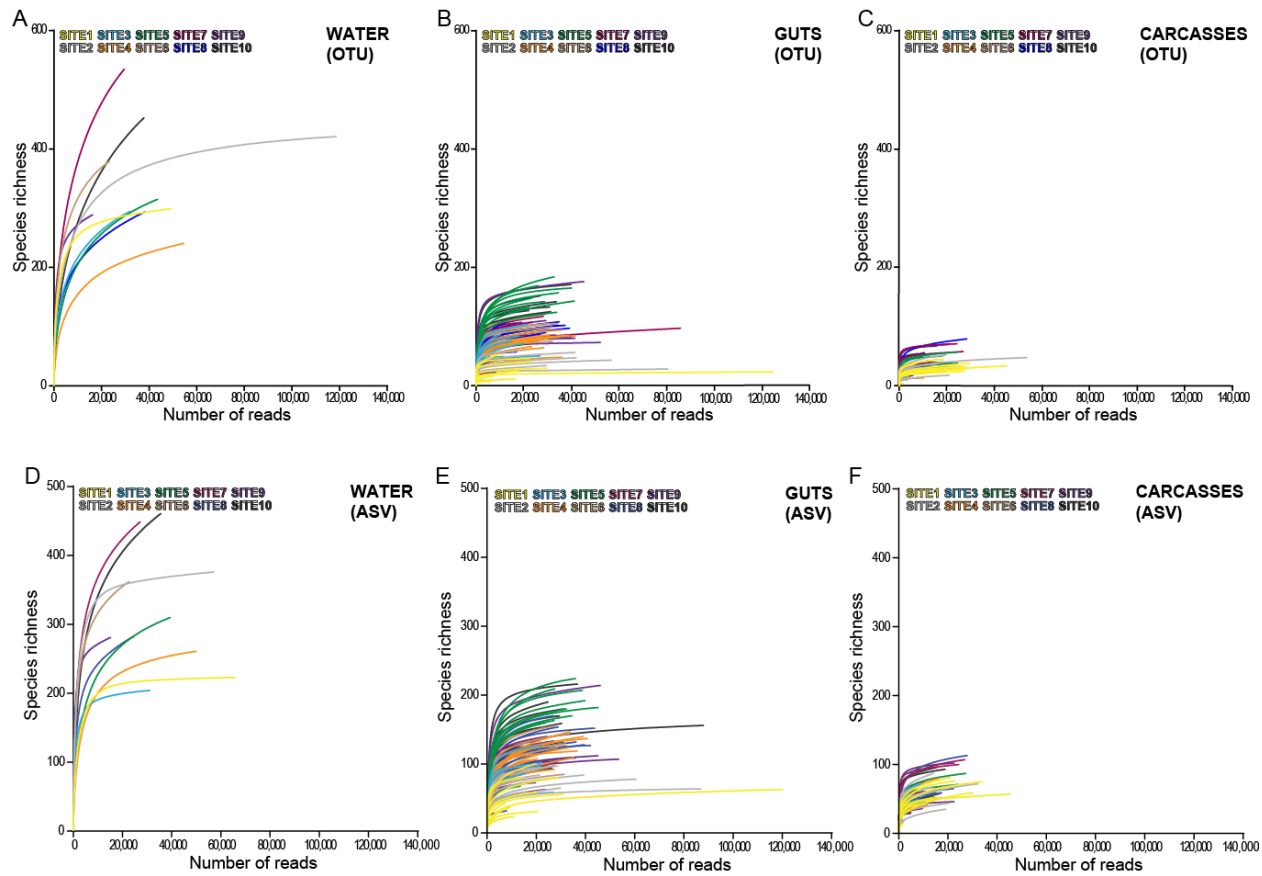 A
SITE1 SITE3 SITE5 SITE7 SITE9
SITE2 SITE4 SITE6 SITE8 SITE10
WATER
(OTU)
600
400
200
0
Species richness
0 20,000 40,000 60,000 80,000 100,000 120,000 140,000
Number of reads
B
SITE1 SITE3 SITE5 SITE7 SITE9
SITE2 SITE4 SITE6 SITE8 SITE10
GUTS
(OTU)
600
400
200
0
Species richness
0 20,000 40,000 60,000 80,000 100,000 120,000 140,000
Number of reads
C
SITE1 SITE3 SITE5 SITE7 SITE9
SITE2 SITE4 SITE6 SITE8 SITE10
CARCASSES
(OTU)
600
400
200
0
Species richness
0 20,000 40,000 60,000 80,000 100,000 120,000 140,000
Number of reads
D
SITE1 SITE3 SITE5 SITE7 SITE9
SITE2 SITE4 SITE6 SITE8 SITE10
WATER
(ASV)
500
400
300
200
100
0
Species richness
0 20,000 40,000 60,000 80,000 100,000 120,000 140,000
Number of reads
E
SITE1 SITE3 SITE5 SITE7 SITE9
SITE2 SITE4 SITE6 SITE8 SITE10
GUTS
(ASV)
500
400
300
200
100
0
Species richness
0 20,000 40,000 60,000 80,000 100,000 120,000 140,000
Number of reads
F
SITE1 SITE3 SITE5 SITE7 SITE9
SITE2 SITE4 SITE6 SITE8 SITE10
CARCASSES
(ASV)
500
400
300
200
100
0
Species richness
0 20,000 40,000 60,000 80,000 100,000 120,000 140,000
Number of reads